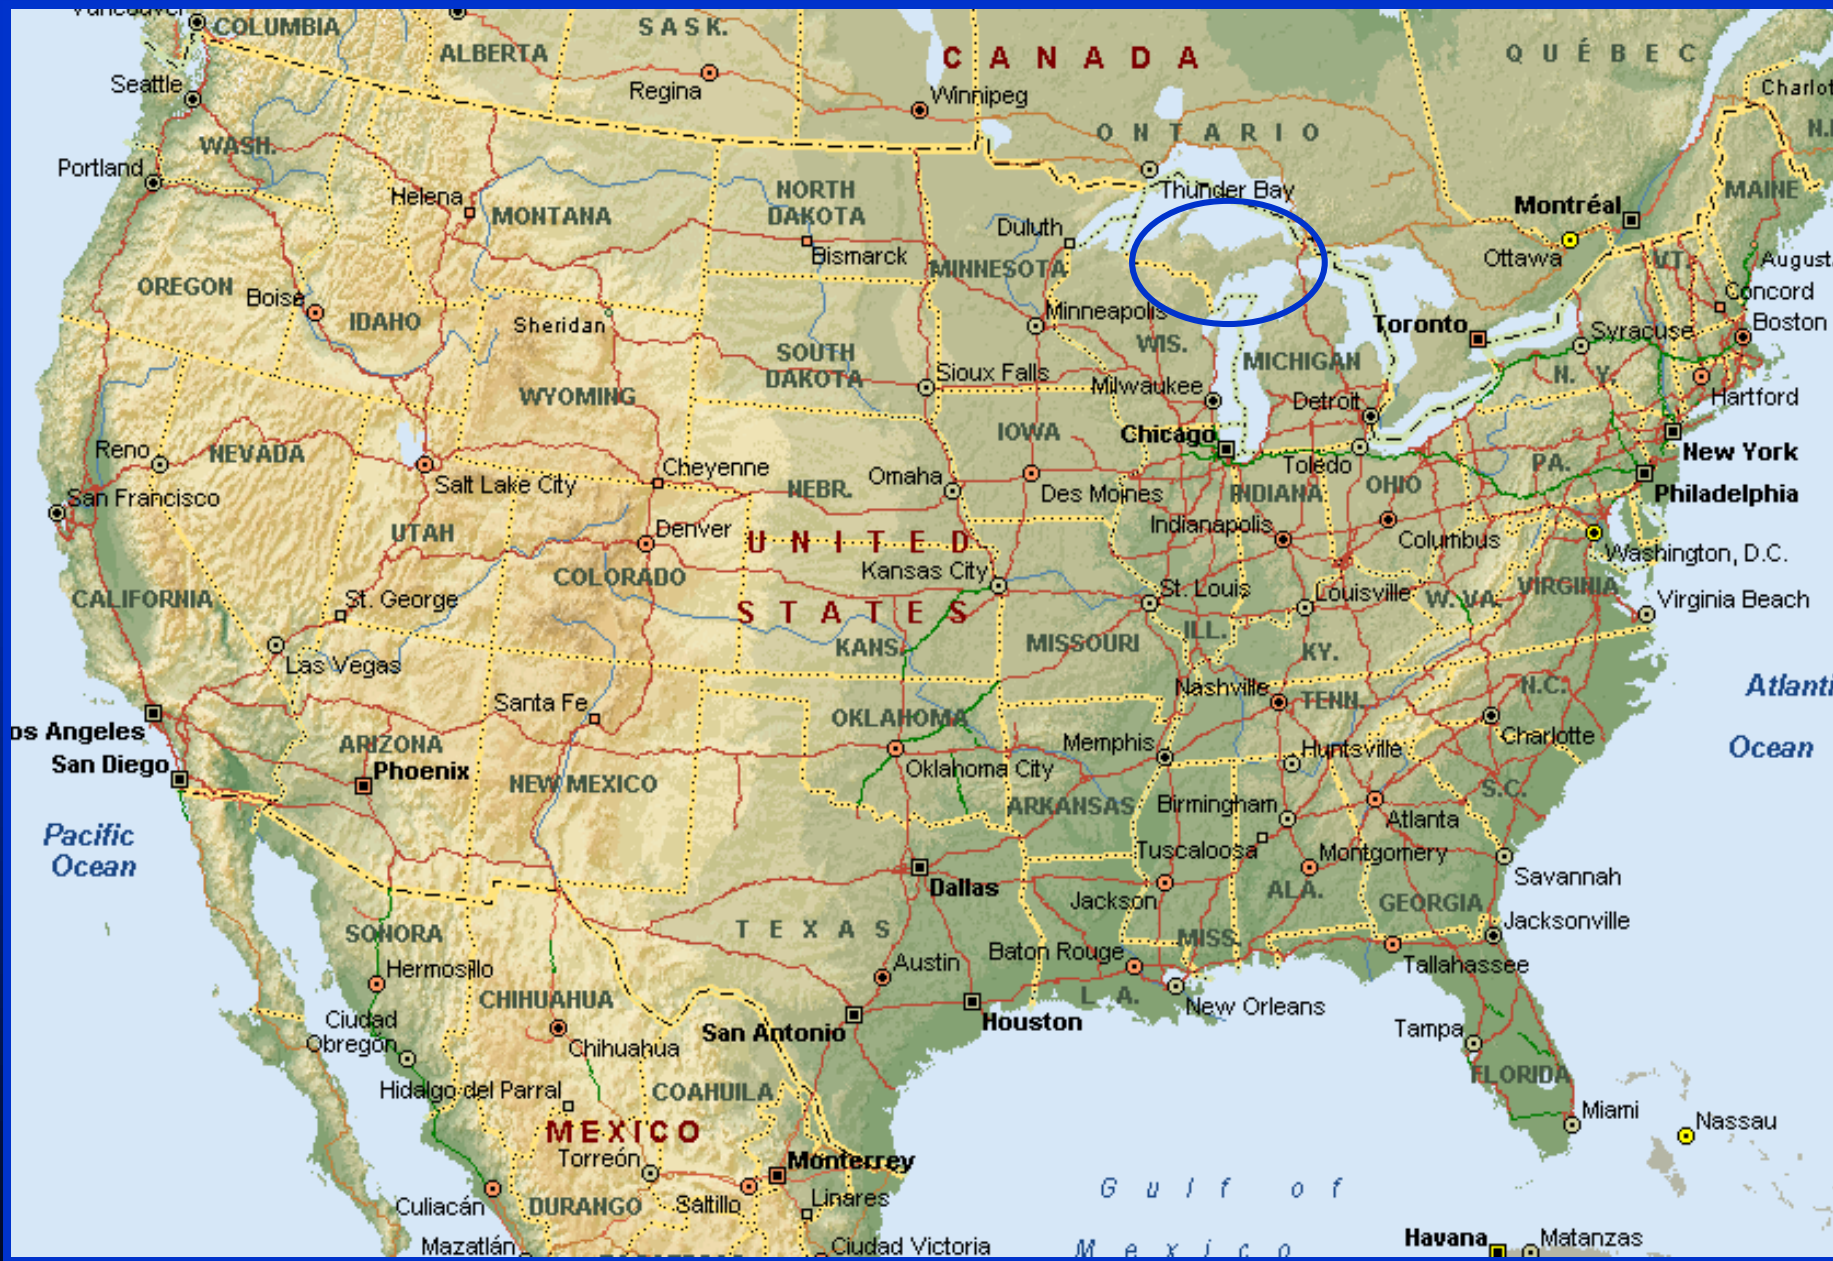 Vancouver
COLUMBIA
ALBERTA
SASK.
CANADA
QUÉBEC
Seattle
Regina
Winnipeg
Charlot
ONTARIO
N.
WASH.
Portland
Helena
MONTANA
NORTH
DAKOTA
Bismarck
Thunder Bay
Duluth
MINNESOTA
Montréal
Ottawa
MAINE
VT.
August
Concord
Boston
OREGON
Boise
IDAHO
Sheridan
Minneapolis
WIS.
Toronto
Syracuse
SOUTH
DAKOTA
Sioux Falls
MICHIGAN
N. Y.
Hartford
WYOMING
Milwaukee
Detroit
IOWA
Chicago
Toledo
New York
Reno
NEVADA
Salt Lake City
Cheyenne
NEBR.
Omaha
Des Moines
INDIANA
OHIO
PA.
Philadelphia
San Francisco
UTAH
Denver
UNITED
STATES
Indianapolis
Columbus
Washington, D.C.
COLORADO
Kansas City
CALIFORNIA
St. George
St. Louis
Louisville
W. VA.
VIRGINIA
Virginia Beach
Las Vegas
KANS.
MISSOURI
ILL.
KY.
Santa Fe
OKLAHOMA
Nashville
TENN.
N.C.
Atlanti
Ocean
os Angeles
San Diego
ARIZONA
Phoenix
NEW MEXICO
Oklahoma City
Memphis
Huntsville
Charlotte
ARKANSAS
Birmingham
Atlanta
S.C.
Pacific
Ocean
Tuscaloosa
Montgomery
Savannah
Dallas
Jackson
ALA.
GEORGIA
Jacksonville
SONORA
Hermosillo
TEXAS
Austin
Baton Rouge
MISS.
Tallahassee
CHIHUAHUA
L A.
New Orleans
Ciudad
Obregón
Chihuahua
San Antonio
Houston
Tampa
FLORIDA
Hidalgo del Parral
COAHUILA
MEXICO
Miami
Nassau
Torreón
Monterrey
Culiacán
DURANGO
Saltillo
Linares
Gulf of
Mexico
Mazatlán
Ciudad Victoria
Havana
Matanzas